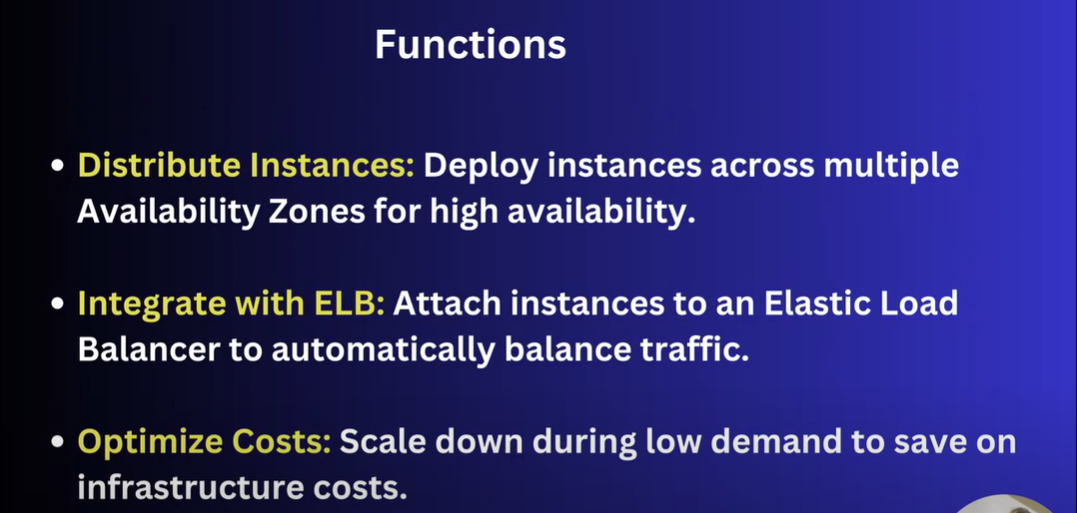 Functions
• Distribute Instances: Deploy instances across multiple
Availability Zones for high availability.
• Integrate with ELB: Attach instances to an Elastic Load
Balancer to automatically balance traffic.
• Optimize Costs: Scale down during low demand to save on
infrastructure costs.